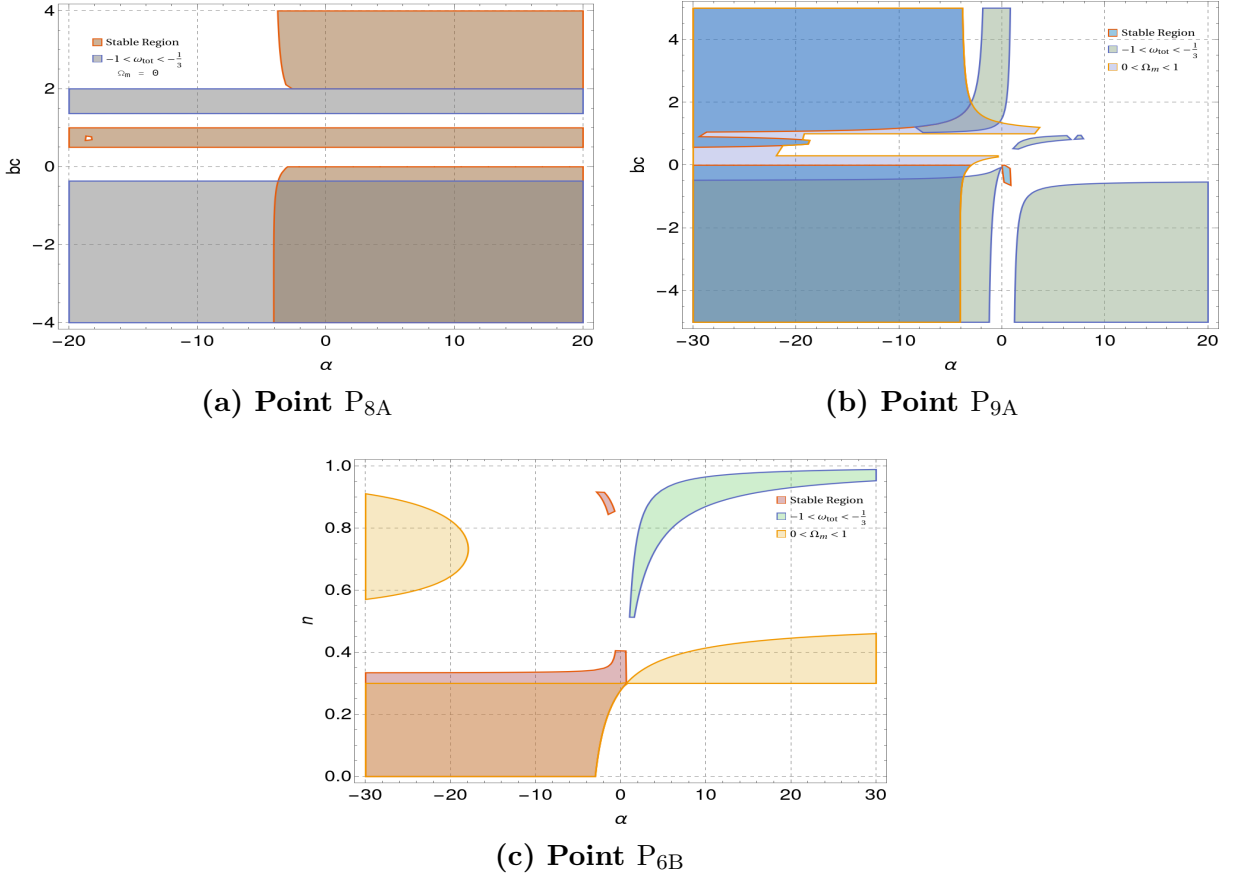 4
2
0
−2
−4
bc
Stable Region
−1 < ω_tot < −1/3
Ω_m = 0
−20
−10
0
10
20
α
(a) Point P_8A
4
2
0
−2
−4
bc
Stable Region
−1 < ω_tot < −1/3
0 < Ω_m < 1
−30
−20
−10
0
10
20
α
(b) Point P_9A
1.0
0.8
0.6
0.4
0.2
0.0
n
Stable Region
−1 < ω_tot < −1/3
0 < Ω_m < 1
−30
−20
−10
0
10
20
30
α
(c) Point P_6B